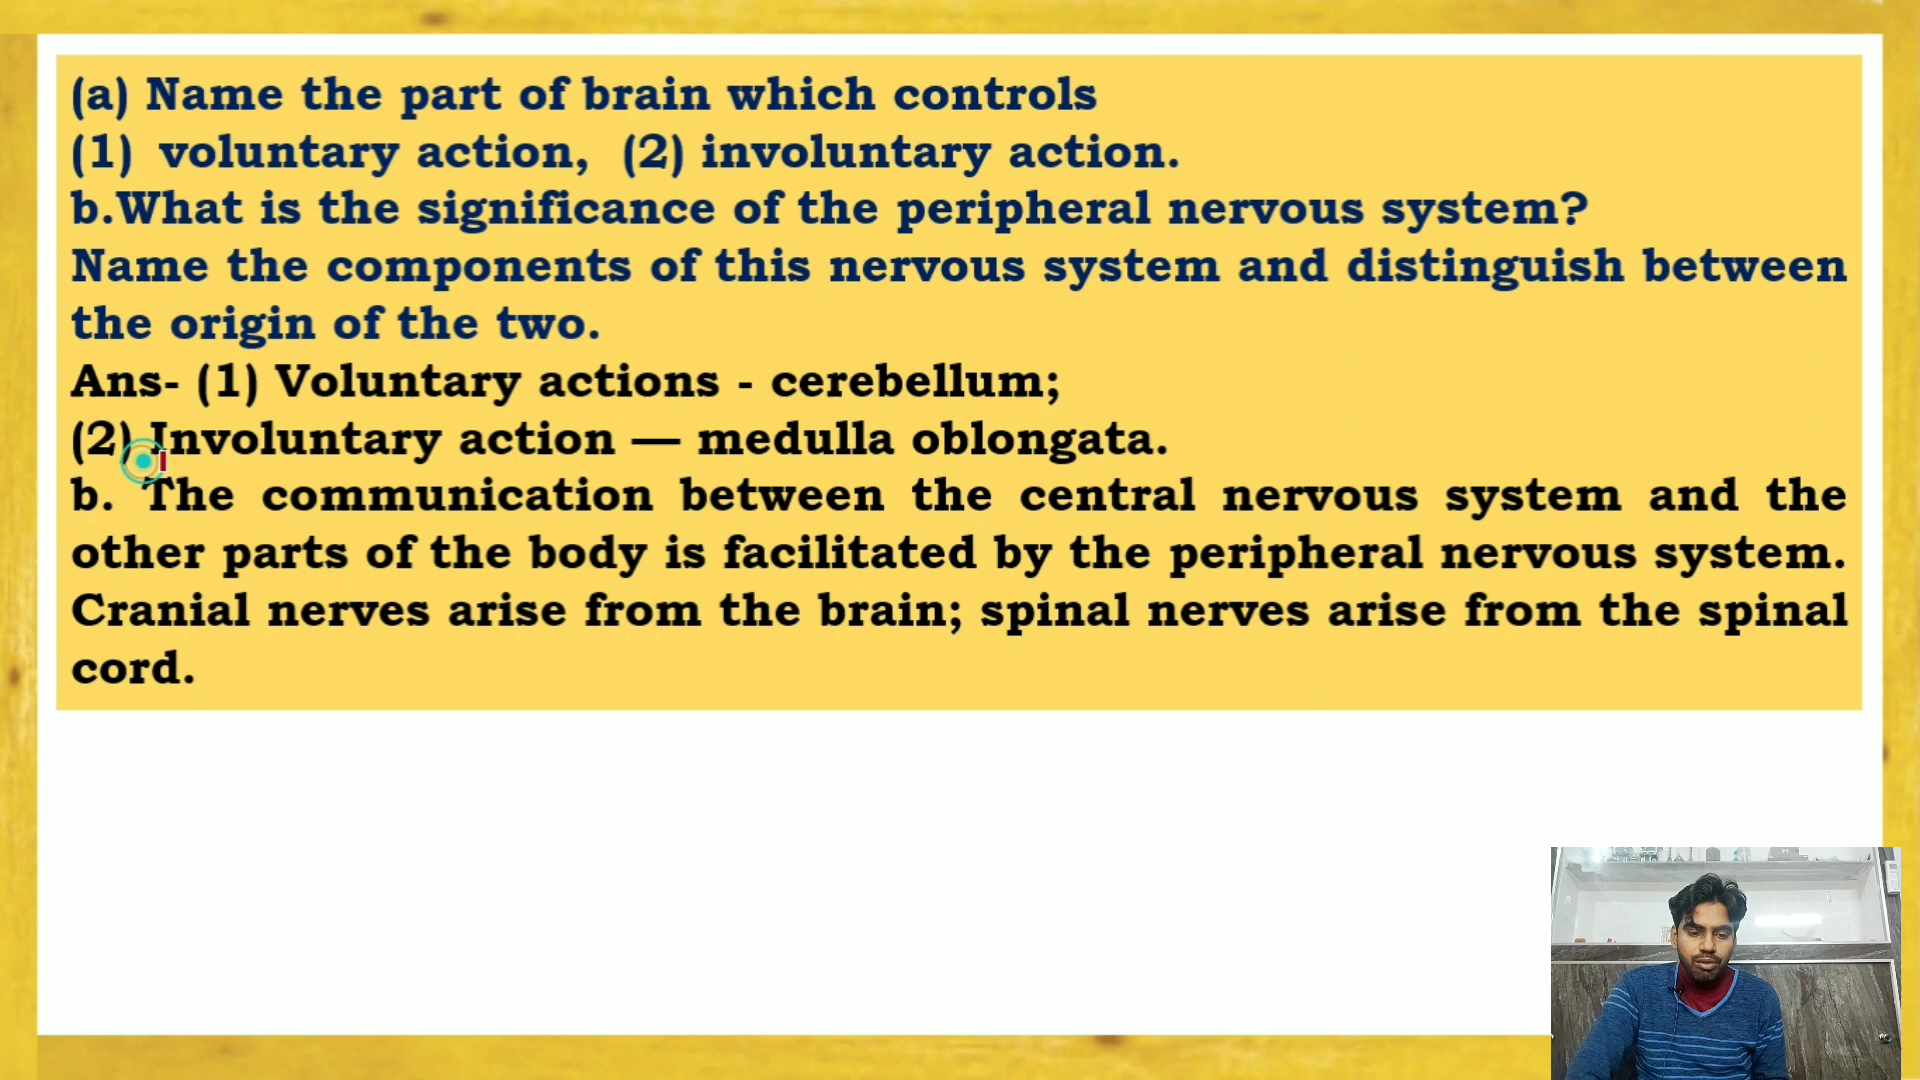 (a) Name the part of brain which controls
(1) voluntary action, (2) involuntary action.
b.What is the significance of the peripheral nervous system?
Name the components of this nervous system and distinguish between
the origin of the two.
Ans- (1) Voluntary actions - cerebellum;
(2) Involuntary action — medulla oblongata.
b. The communication between the central nervous system and the
other parts of the body is facilitated by the peripheral nervous system.
Cranial nerves arise from the brain; spinal nerves arise from the spinal
cord.